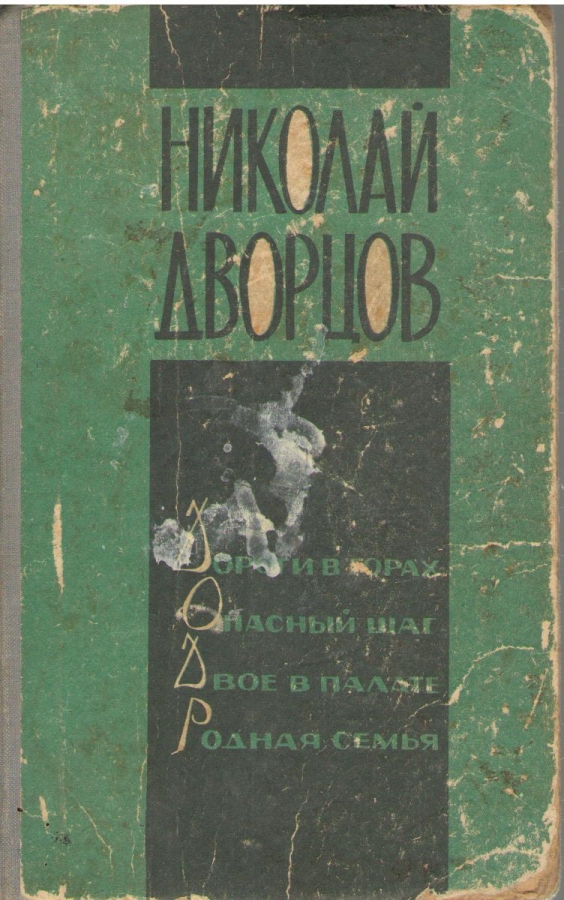 НИКОЛАЙ
ДВОРЦОВ
ДОРОГИ В ГОРАХ
ОПАСНЫЙ ШАГ
ДВОЕ В ПАЛАТЕ
РОДНАЯ СЕМЬЯ